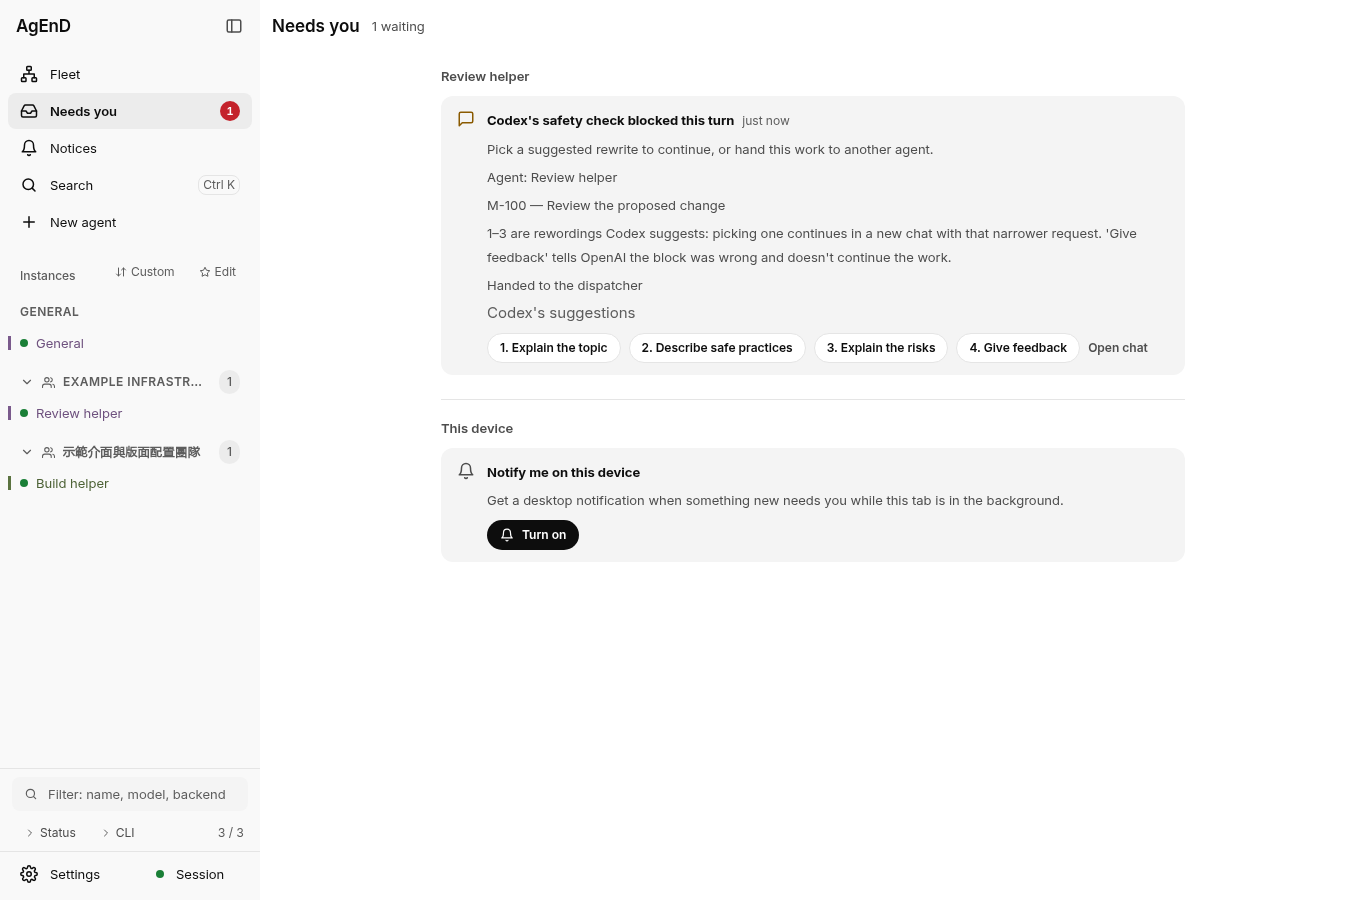 AgEnD
Fleet
Needs you
1
Notices
Search
Ctrl K
New agent
Instances
Custom
Edit
GENERAL
General
EXAMPLE INFRASTR...
1
Review helper
示範介面與版面配置團隊
1
Build helper
Filter: name, model, backend
Status
CLI
3 / 3
Settings
Session
Needs you
1 waiting
Review helper
Codex's safety check blocked this turn just now
Pick a suggested rewrite to continue, or hand this work to another agent.
Agent: Review helper
M-100 — Review the proposed change
1–3 are rewordings Codex suggests: picking one continues in a new chat with that narrower request. 'Give
feedback' tells OpenAI the block was wrong and doesn't continue the work.
Handed to the dispatcher
Codex's suggestions
1. Explain the topic
2. Describe safe practices
3. Explain the risks
4. Give feedback
Open chat
This device
Notify me on this device
Get a desktop notification when something new needs you while this tab is in the background.
Turn on